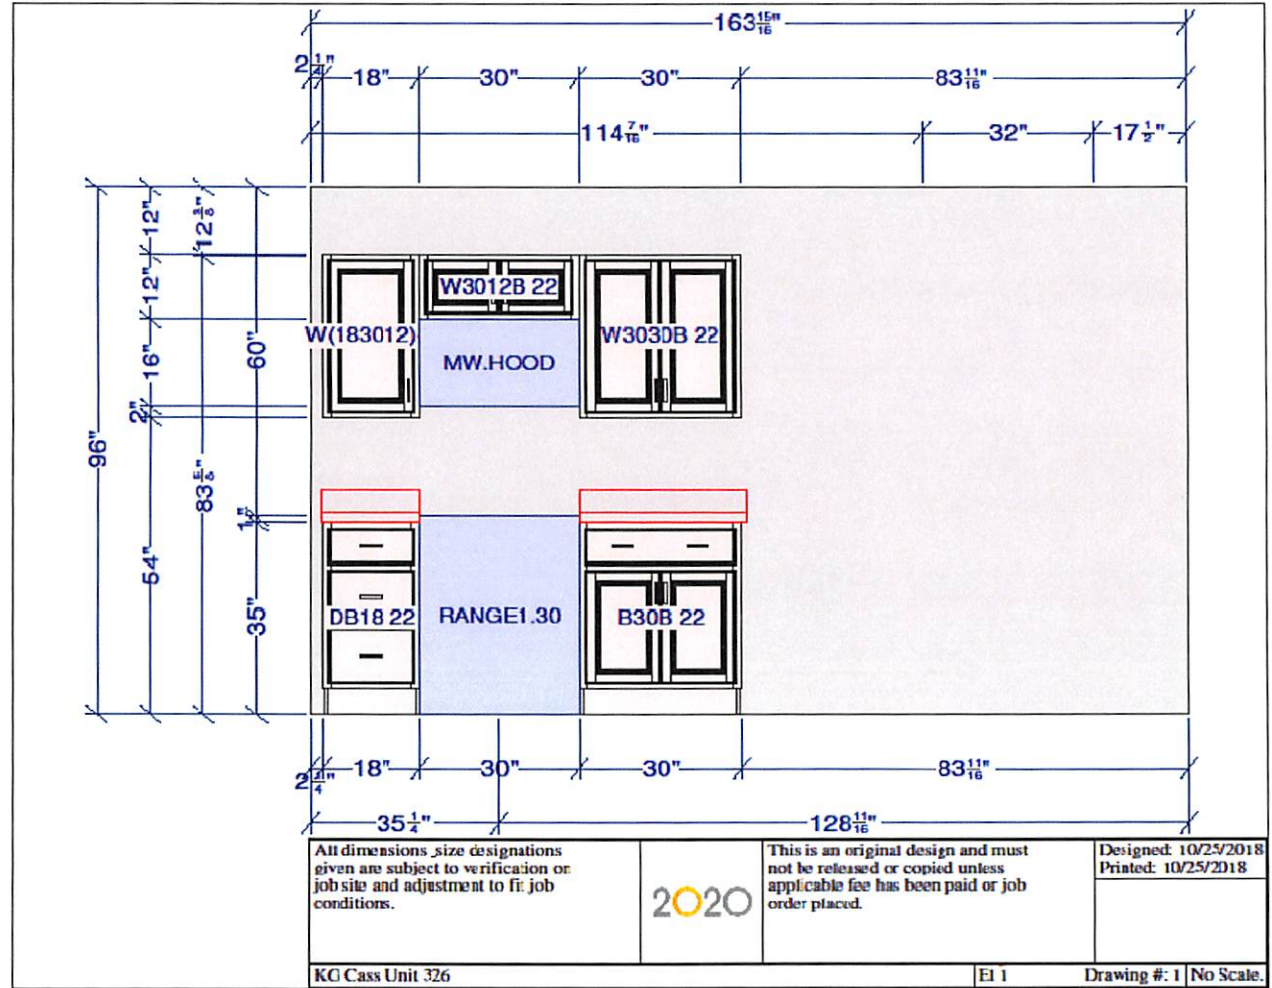 163 15/16"
2 1/4" 18" 30" 30" 83 11/16"
114 7/16" 32" 17 1/2"
12"
12 3/8"
12"
W3012B 22
W(183012)
W3030B 22
60"
16"
MW.HOOD
2"
96"
83 5/8"
1"
54"
35"
DB18 22
RANGE1.30
B30B 22
2 1/4" 18" 30" 30" 83 11/16"
35 1/4" 128 11/16"
All dimensions size designations
given are subject to verification on
job site and adjustment to fit job
conditions.
2020
This is an original design and must
not be released or copied unless
applicable fee has been paid or job
order placed.
Designed: 10/25/2018
Printed: 10/25/2018
KC Cass Unit 326
El 1
Drawing #: 1
No Scale.